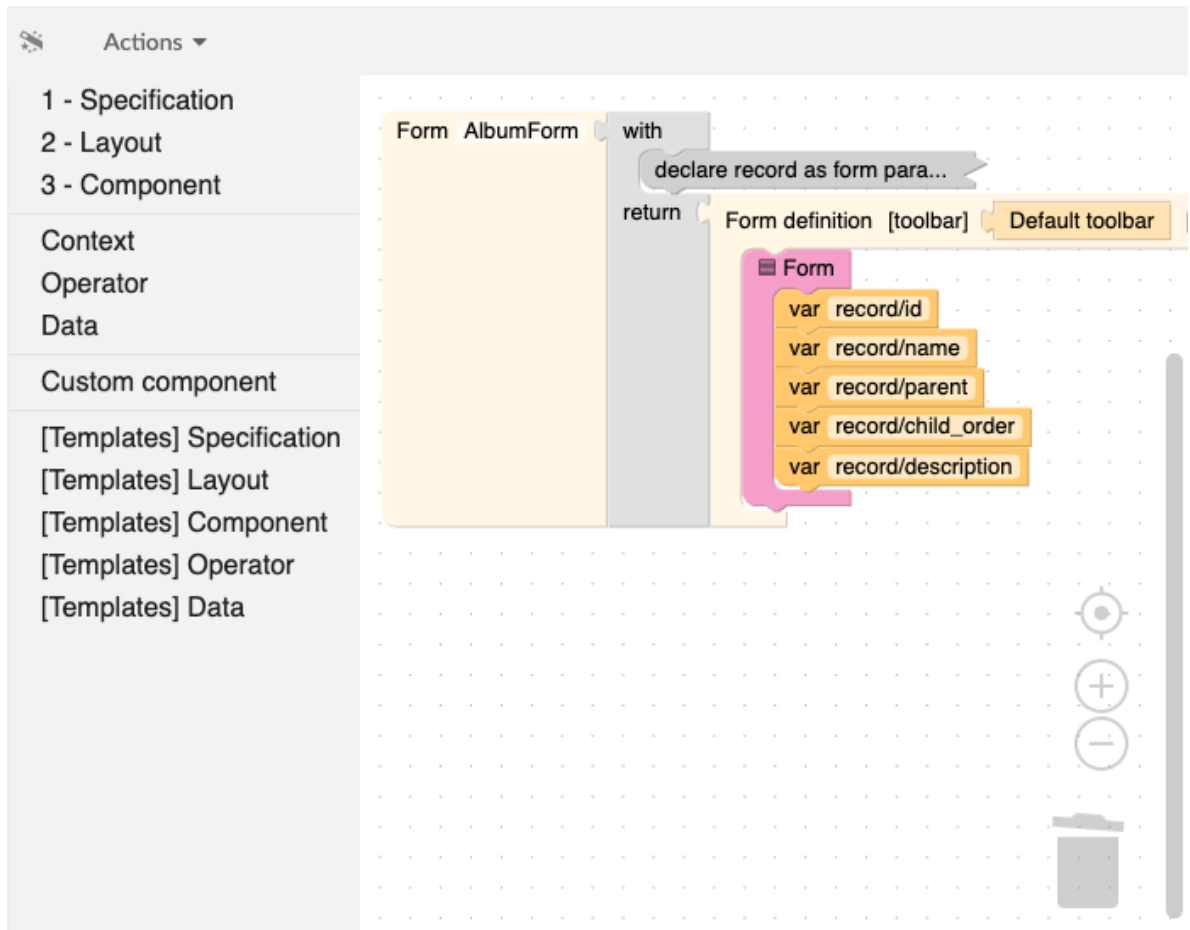 Actions
1 - Specification
2 - Layout
3 - Component
Context
Operator
Data
Custom component
[Templates] Specification
[Templates] Layout
[Templates] Component
[Templates] Operator
[Templates] Data
Form AlbumForm with
declare record as form para...
return Form definition [toolbar] Default toolbar
Form
var record/id
var record/name
var record/parent
var record/child_order
var record/description